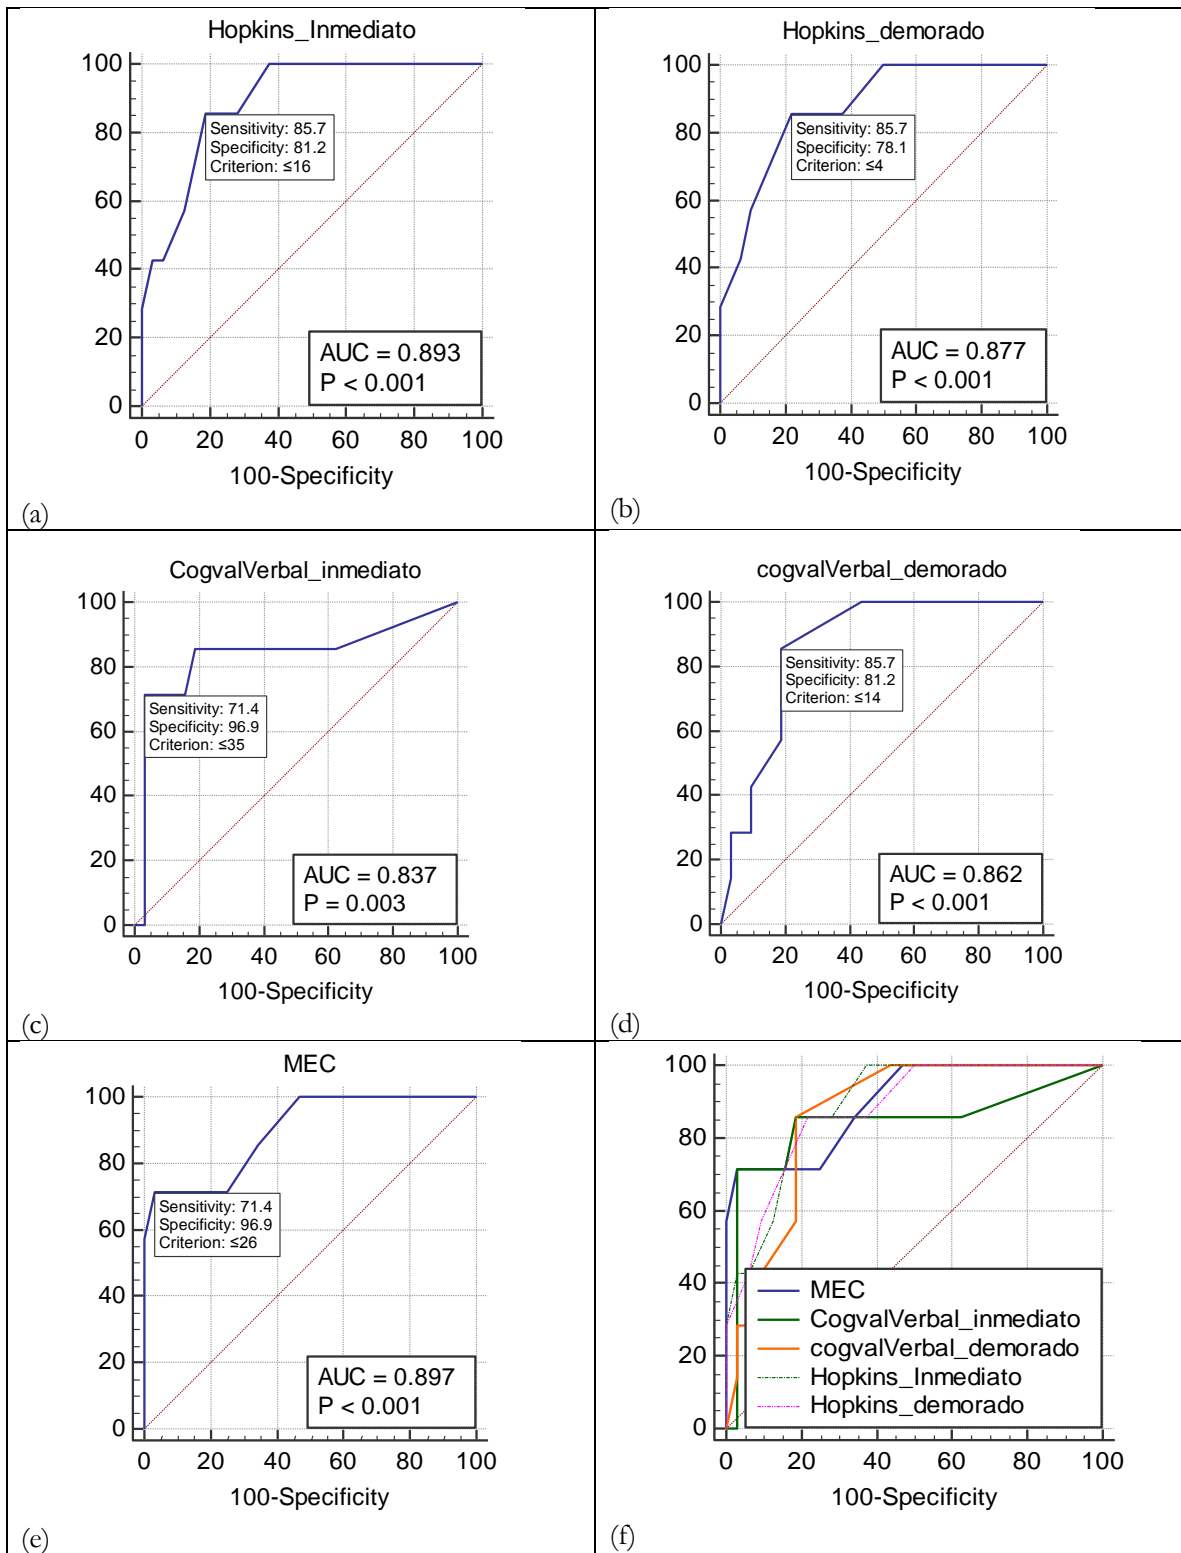 Hopkins_Inmediato
100
80
60
40
20
0
Sensitivity: 85.7
Specificity: 81.2
Criterion: ≤16
AUC = 0.893
P < 0.001
0 20 40 60 80 100
100-Specificity
(a)
Hopkins_demorado
100
80
60
40
20
0
Sensitivity: 85.7
Specificity: 78.1
Criterion: ≤4
AUC = 0.877
P < 0.001
0 20 40 60 80 100
100-Specificity
(b)
CogvalVerbal_inmediato
100
80
60
40
20
0
Sensitivity: 71.4
Specificity: 96.9
Criterion: ≤35
AUC = 0.837
P = 0.003
0 20 40 60 80 100
100-Specificity
(c)
cogvalVerbal_demorado
100
80
60
40
20
0
Sensitivity: 85.7
Specificity: 81.2
Criterion: ≤14
AUC = 0.862
P < 0.001
0 20 40 60 80 100
100-Specificity
(d)
MEC
100
80
60
40
20
0
Sensitivity: 71.4
Specificity: 96.9
Criterion: ≤26
AUC = 0.897
P < 0.001
0 20 40 60 80 100
100-Specificity
(e)
100
80
60
40
20
0
MEC
CogvalVerbal_inmediato
cogvalVerbal_demorado
Hopkins_Inmediato
Hopkins_demorado
0 20 40 60 80 100
100-Specificity
(f)